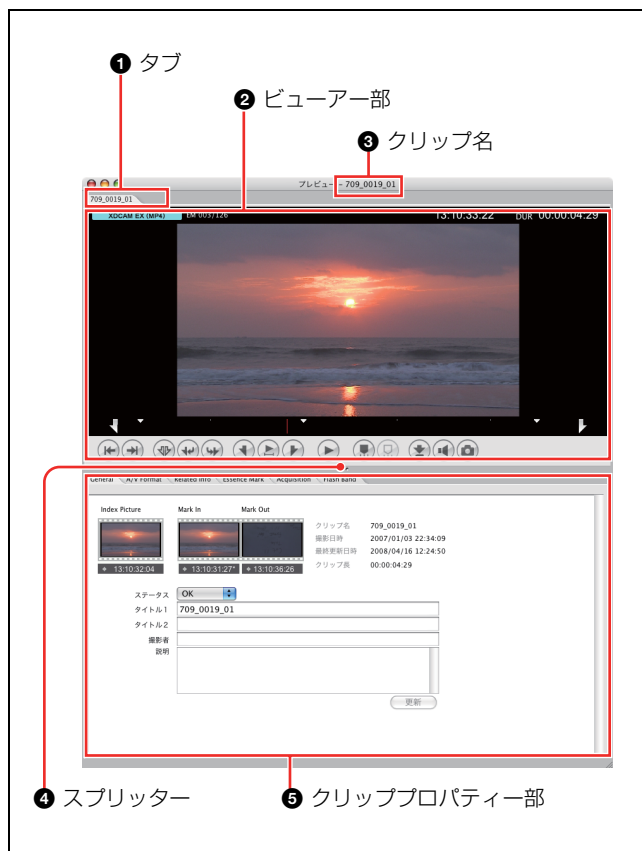 ❶ タブ
❷ ビューアー部
❸ クリップ名
プレビュー - 709_0019_01
709_0019_01
XDCAM EX (MP4) EM 003/126 13:10:33:22 DUR 00:00:04:29
General A/V Format Related Info Essence Mark Acquisition Flash Band
Index Picture Mark In Mark Out
クリップ名 709_0019_01
撮影日時 2007/01/03 22:34:09
最終更新日時 2008/04/16 12:24:50
クリップ長 00:00:04:29
13:10:32:04 13:10:31:27* 13:10:36:26
ステータス OK
タイトル1 709_0019_01
タイトル2
撮影者
説明
更新
❹ スプリッター
❺ クリッププロパティー部